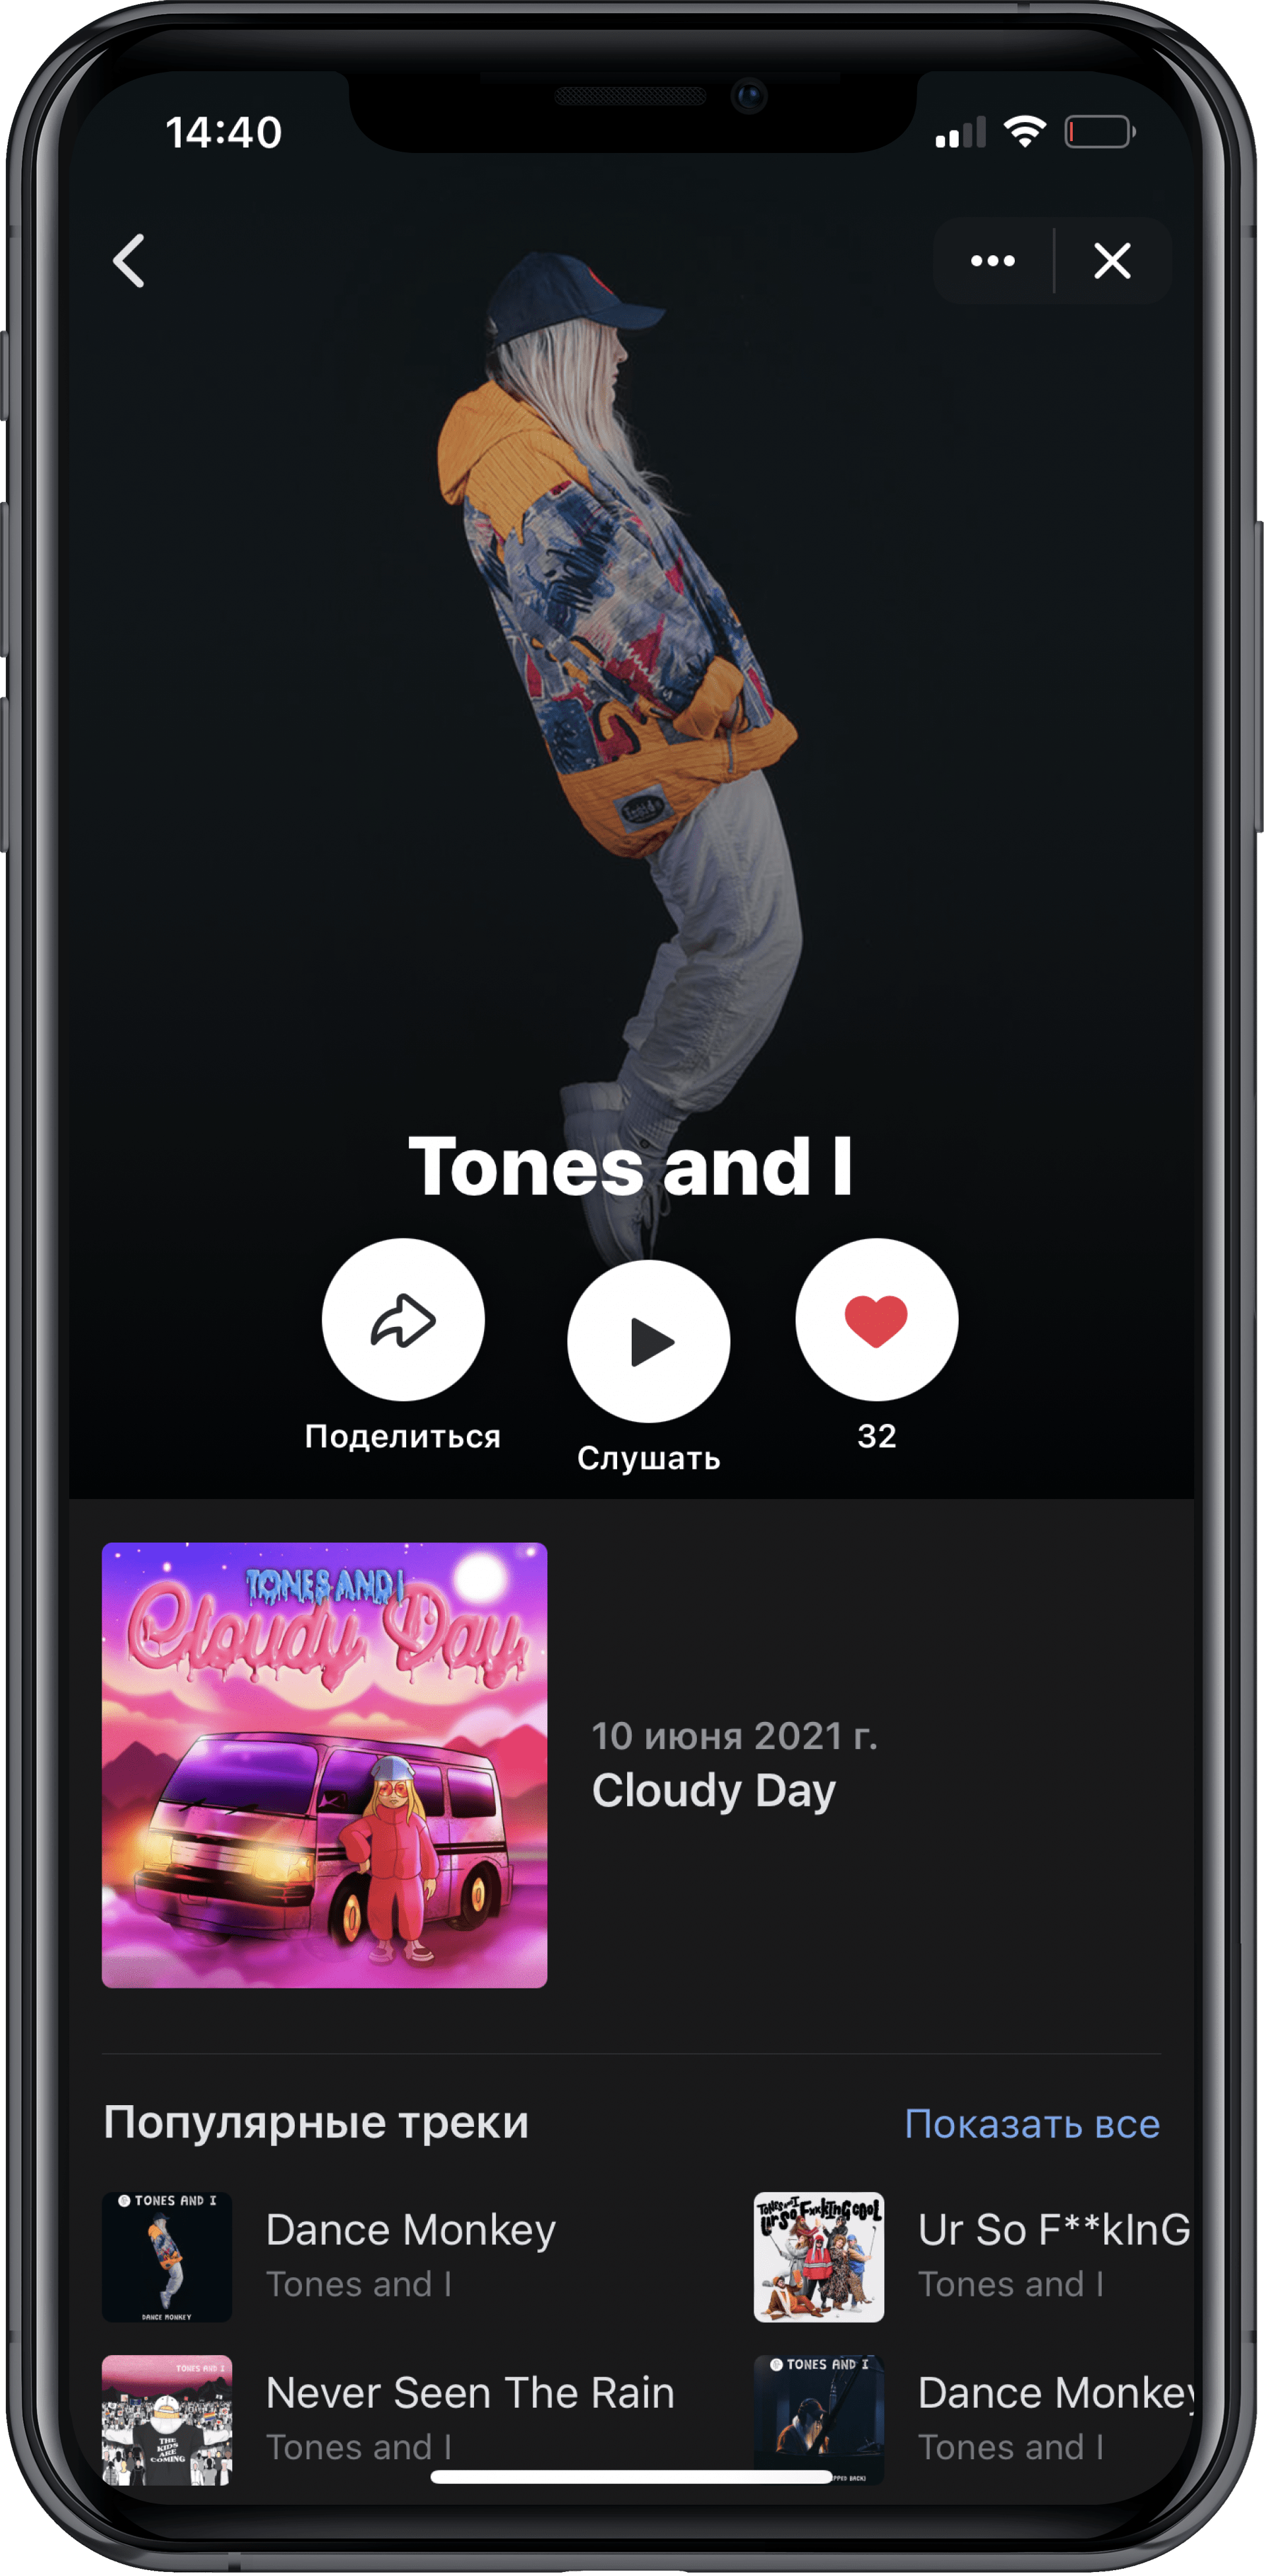 14:40
Tones and I
Поделиться
Слушать
32
TONES AND I
Cloudy Day
10 июня 2021 г.
Cloudy Day
Популярные треки
Показать все
TONES AND I
DANCE MONKEY
Dance Monkey
Tones and I
TONES AND I
Ur So F**kInG cOoL
Ur So F**kInG
Tones and I
TONES AND I
THE
KIDS
ARE
COMING
Never Seen The Rain
Tones and I
TONES AND I
Dance Monkey
Tones and I